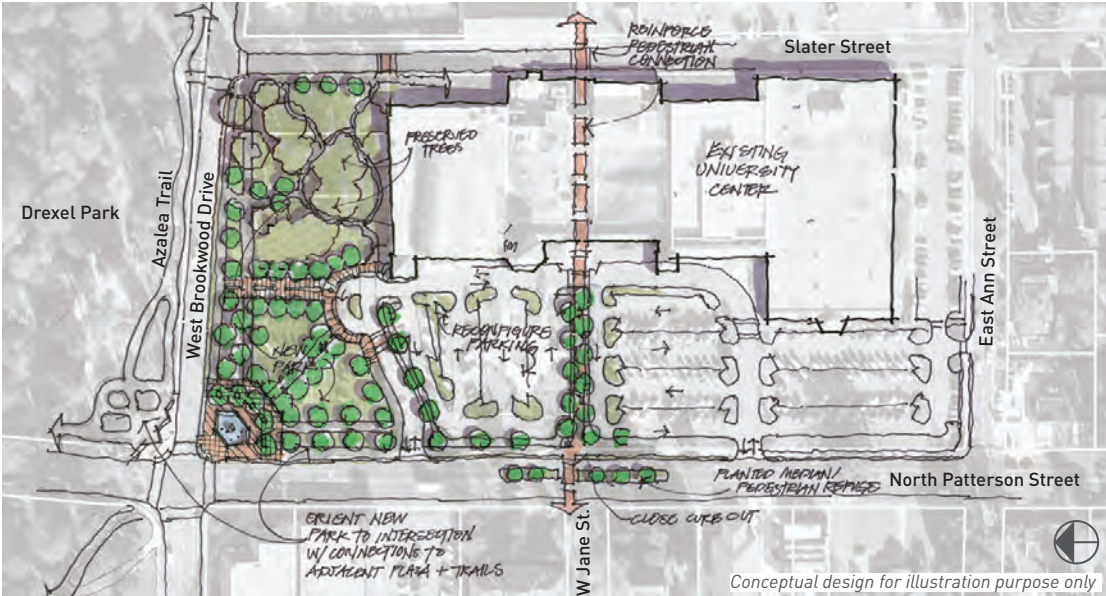 REINFORCE
PEDESTRIAN
CONNECTION
Slater Street
PRESERVED
TREES
EXISTING
UNIVERSITY
CENTER
Drexel Park
Azalea Trail
West Brookwood Drive
East Ann Street
RECONFIGURE
PARKING
NEW
PARK
PLANTED MEDIAN/
PEDESTRIAN REFUGE
North Patterson Street
CLOSE CURB CUT
ORIENT NEW
PARK TO INTERSECTION
W/ CONNECTIONS TO
ADJACENT PLAZA + TRAILS
W Jane St.
Conceptual design for illustration purpose only